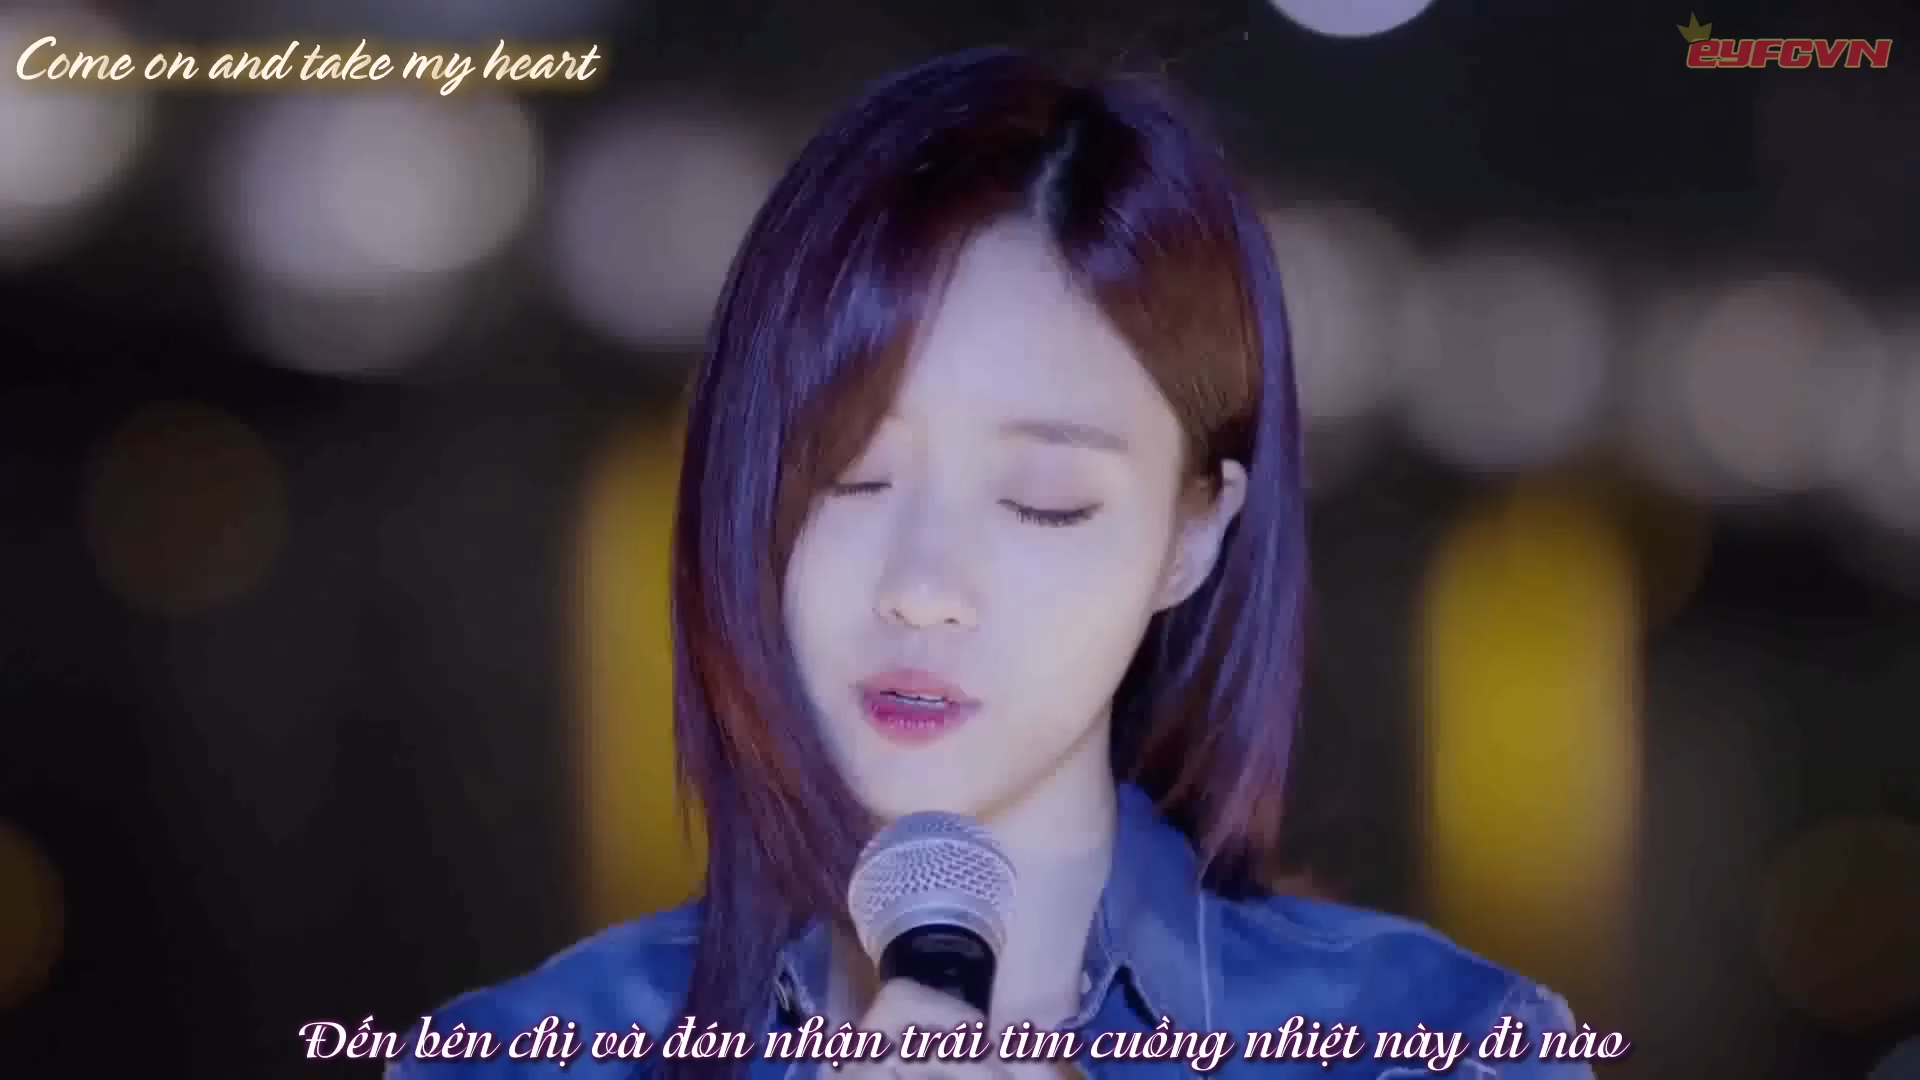 Come on and take my heart
eyFCVN
Đến bên chị và đón nhận trái tim cuồng nhiệt này đi nào